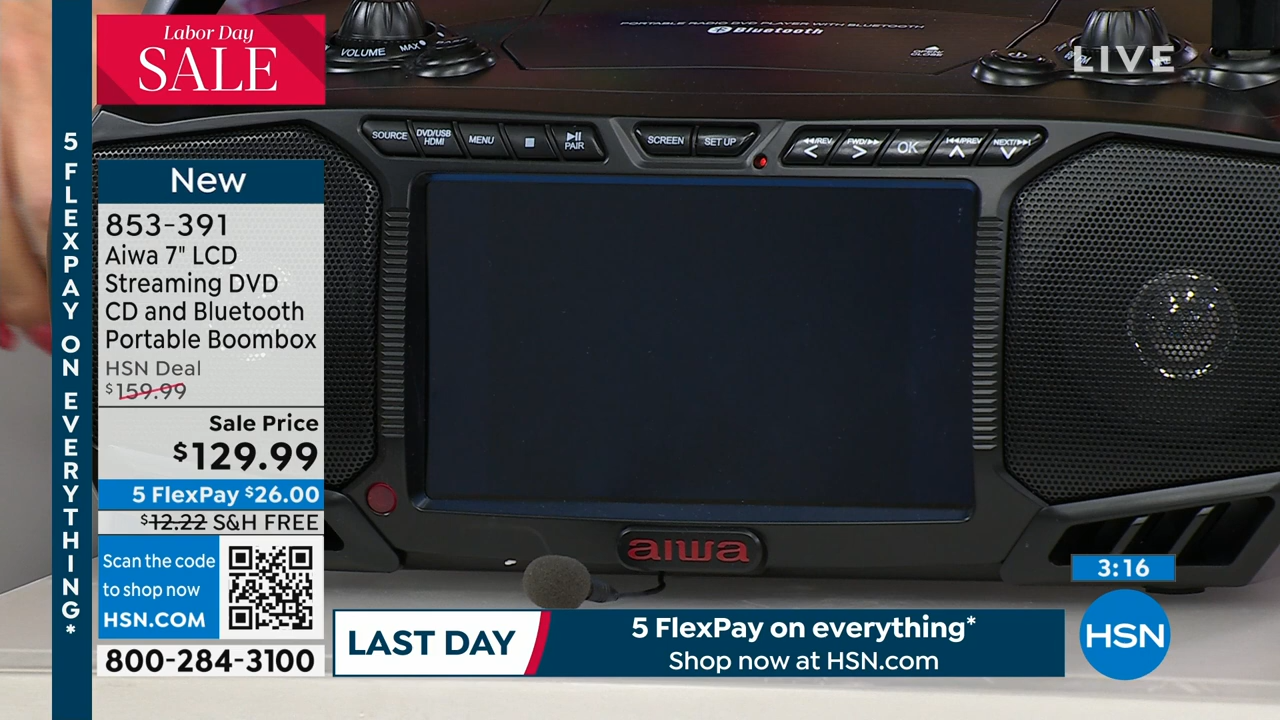 Labor Day
SALE
5 FLEXPAY ON EVERYTHING*
New
853-391
Aiwa 7" LCD
Streaming DVD
CD and Bluetooth
Portable Boombox
HSN Deal
$159.99
Sale Price
$129.99
5 FlexPay $26.00
$12.22 S&H FREE
Scan the code
to shop now
HSN.COM
800-284-3100
PORTABLE RADIO DVD PLAYER WITH BLUETOOTH
Bluetooth
VOLUME MAX
LIVE
SOURCE
DVD/USB
HDMI
MENU
PAIR
SCREEN
SET UP
REV
FWD
OK
PREV
NEXT
aiwa
3:16
LAST DAY
5 FlexPay on everything*
Shop now at HSN.com
HSN